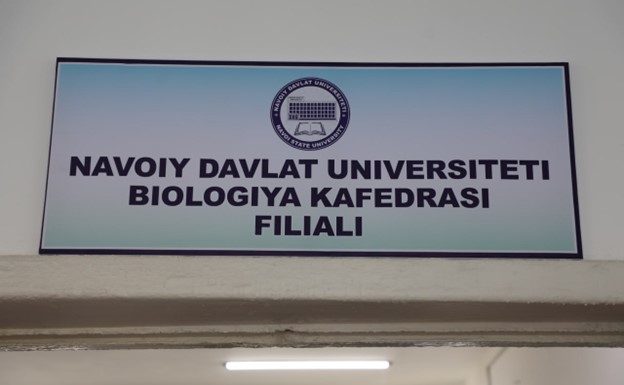 NAVOIY DAVLAT UNIVERSITETI
NAVOI STATE UNIVERSITY
NAVOIY DAVLAT UNIVERSITETI
BIOLOGIYA KAFEDRASI
FILIALI